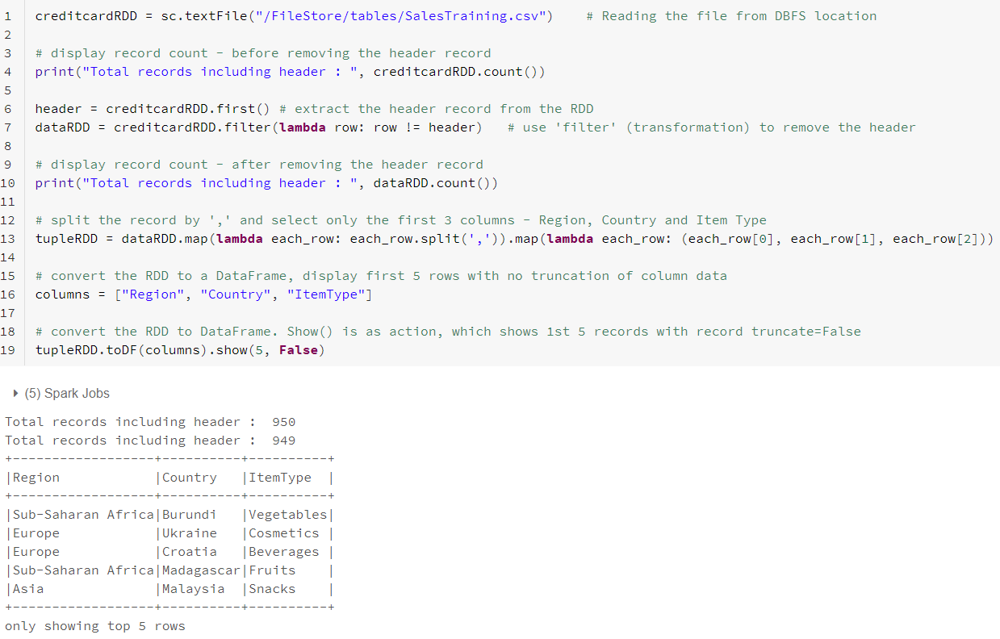 1 creditcardRDD = sc.textFile("/FileStore/tables/SalesTraining.csv") # Reading the file from DBFS location
2
3 # display record count - before removing the header record
4 print("Total records including header : ", creditcardRDD.count())
5
6 header = creditcardRDD.first() # extract the header record from the RDD
7 dataRDD = creditcardRDD.filter(lambda row: row != header) # use 'filter' (transformation) to remove the header
8
9 # display record count - after removing the header record
10 print("Total records including header : ", dataRDD.count())
11
12 # split the record by ',' and select only the first 3 columns - Region, Country and Item Type
13 tupleRDD = dataRDD.map(lambda each_row: each_row.split(',')).map(lambda each_row: (each_row[0], each_row[1], each_row[2]))
14
15 # convert the RDD to a DataFrame, display first 5 rows with no truncation of column data
16 columns = ["Region", "Country", "ItemType"]
17
18 # convert the RDD to DataFrame. Show() is as action, which shows 1st 5 records with record truncate=False
19 tupleRDD.toDF(columns).show(5, False)
(5) Spark Jobs
Total records including header :  950
Total records including header :  949
+------------------+----------+----------+
|Region            |Country   |ItemType  |
+------------------+----------+----------+
|Sub-Saharan Africa|Burundi   |Vegetables|
|Europe            |Ukraine   |Cosmetics |
|Europe            |Croatia   |Beverages |
|Sub-Saharan Africa|Madagascar|Fruits    |
|Asia              |Malaysia  |Snacks    |
+------------------+----------+----------+
only showing top 5 rows